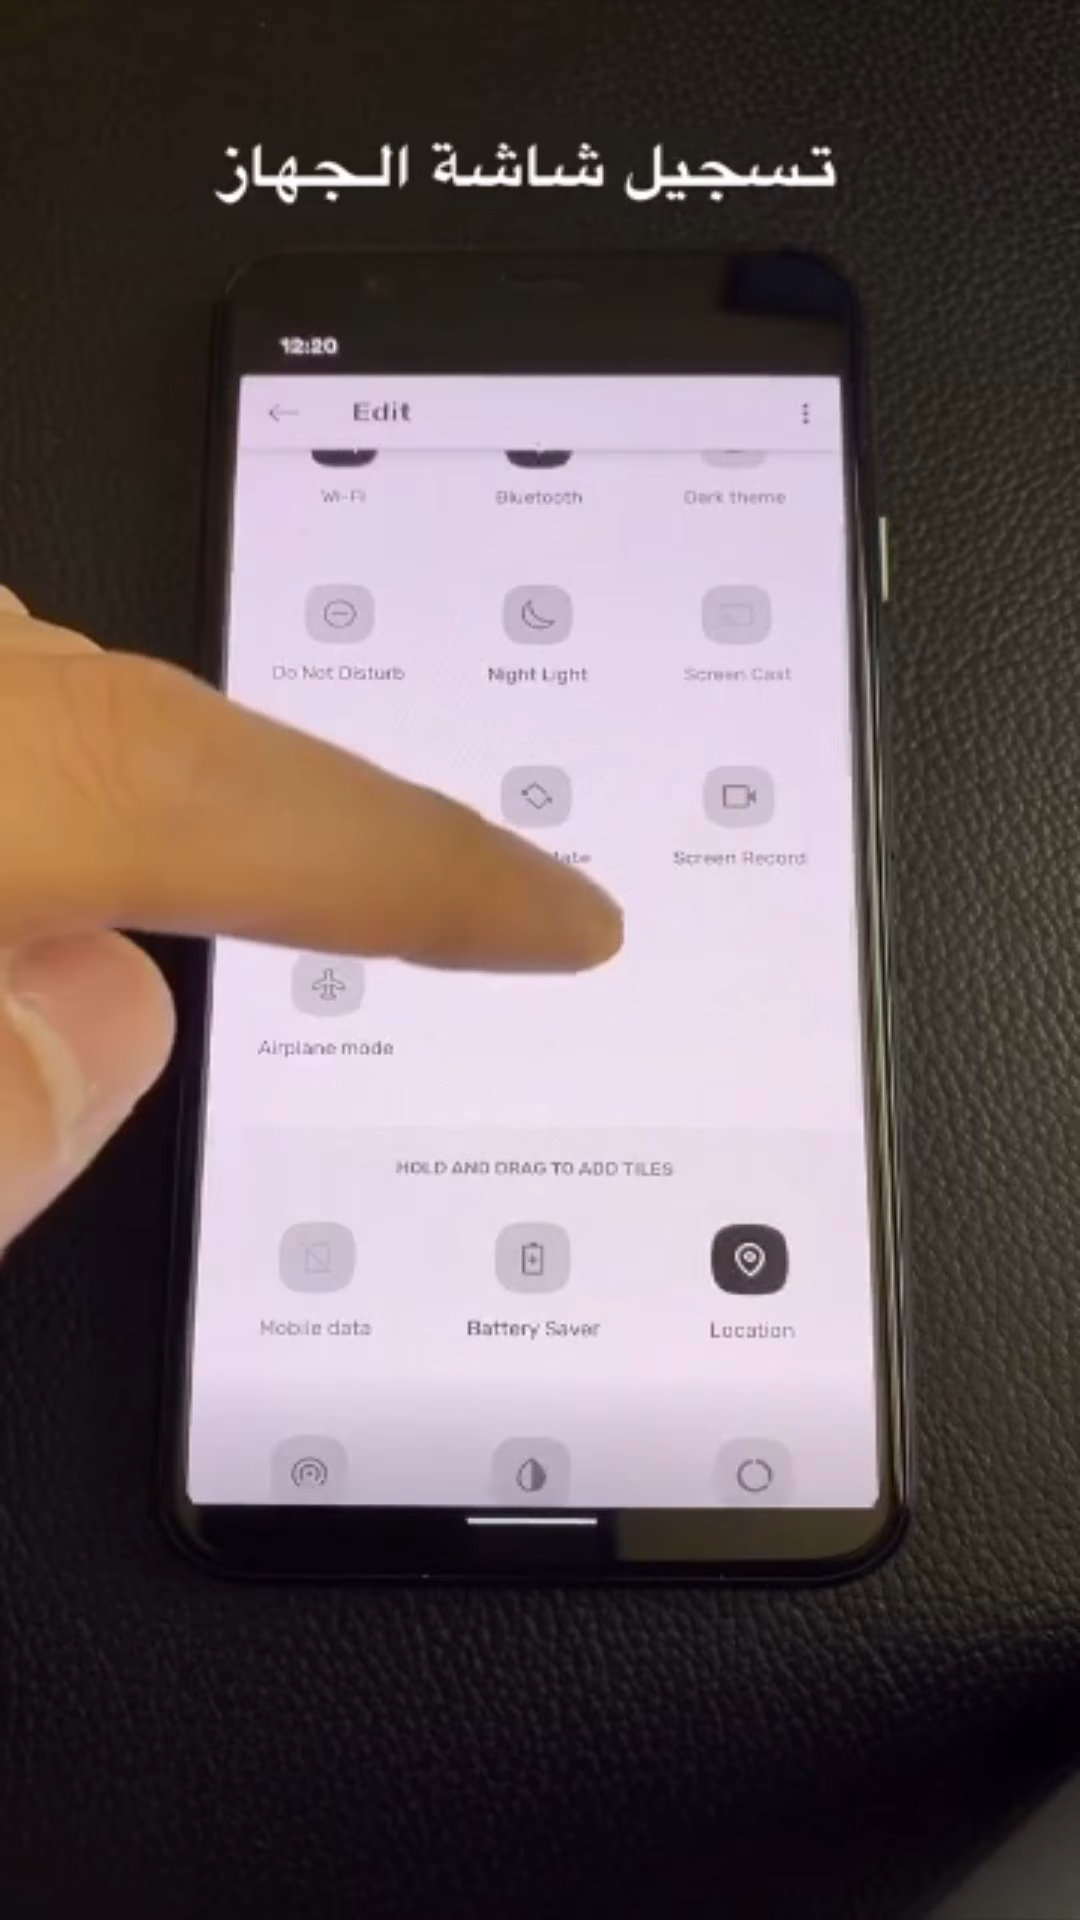 تسجيل شاشة الجهاز
12:20
Edit
Wi-Fi Bluetooth Dark theme
Do Not Disturb Night Light Screen Cast
Screen Record
Airplane mode
HOLD AND DRAG TO ADD TILES
Mobile data Battery Saver Location